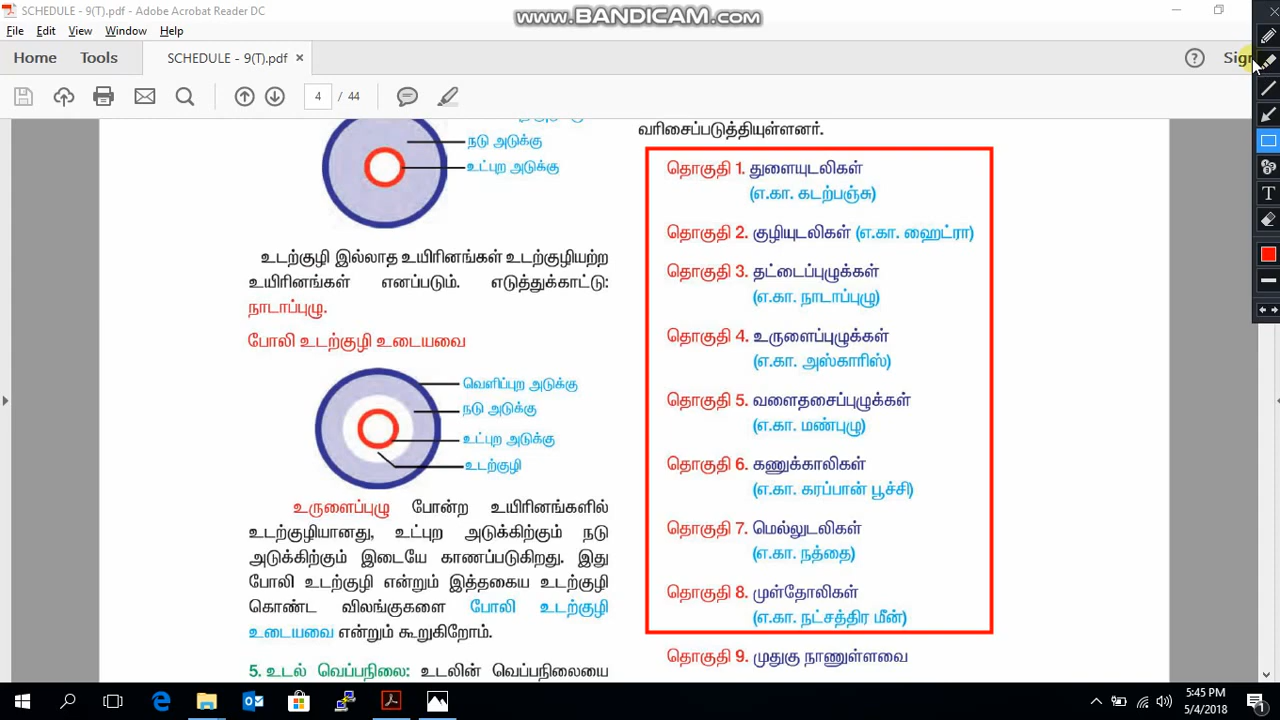 SCHEDULE - 9(T).pdf - Adobe Acrobat Reader DC
www.BANDICAM.com
File Edit View Window Help
Home Tools SCHEDULE - 9(T).pdf ×
Sign
4 / 44
நடு அடுக்கு
உட்புற அடுக்கு
உடற்குழி இல்லாத உயிரினங்கள் உடற்குழியற்ற
உயிரினங்கள் எனப்படும். எடுத்துக்காட்டு:
நாடாப்புழு.
போலி உடற்குழி உடையவை
வெளிப்புற அடுக்கு
நடு அடுக்கு
உட்புற அடுக்கு
உடற்குழி
உருளைப்புழு போன்ற உயிரினங்களில்
உடற்குழியானது, உட்புற அடுக்கிற்கும் நடு
அடுக்கிற்கும் இடையே காணப்படுகிறது. இது
போலி உடற்குழி என்றும் இத்தகைய உடற்குழி
கொண்ட விலங்குகளை போலி உடற்குழி
உடையவை என்றும் கூறுகிறோம்.
5. உடல் வெப்பநிலை: உடலின் வெப்பநிலையை
வரிசைப்படுத்தியுள்ளனர்.
தொகுதி 1. துளையுடலிகள்
(எ.கா. கடற்பஞ்சு)
தொகுதி 2. குழியுடலிகள் (எ.கா. ஹைட்ரா)
தொகுதி 3. தட்டைப்புழுக்கள்
(எ.கா. நாடாப்புழு)
தொகுதி 4. உருளைப்புழுக்கள்
(எ.கா. அஸ்காரிஸ்)
தொகுதி 5. வளைதசைப்புழுக்கள்
(எ.கா. மண்புழு)
தொகுதி 6. கணுக்காலிகள்
(எ.கா. கரப்பான் பூச்சி)
தொகுதி 7. மெல்லுடலிகள்
(எ.கா. நத்தை)
தொகுதி 8. முள்தோலிகள்
(எ.கா. நட்சத்திர மீன்)
தொகுதி 9. முதுகு நாணுள்ளவை
5:45 PM
5/4/2018